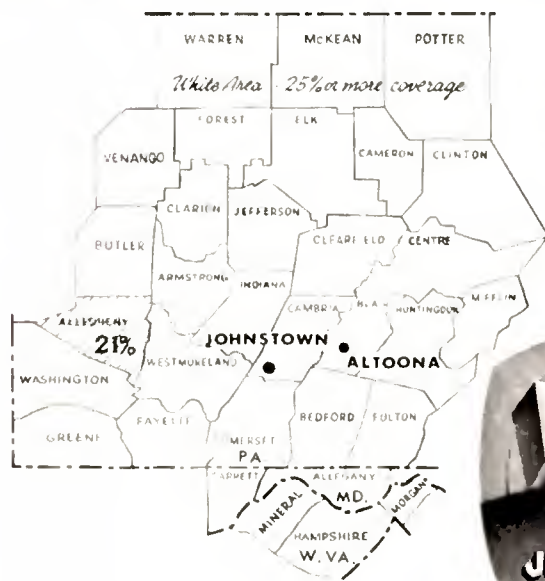 WARREN McKEAN POTTER
White Area - 25% or more coverage
FOREST ELK
VENANGO CAMERON CLINTON
CLARION JEFFERSON
BUTLER CLEARFIELD CENTRE
ARMSTRONG INDIANA MIFFLIN
CAMBRIA HUNTINGDON
ALLEGHENY
21% JOHNSTOWN
WESTMORELAND ALTOONA
WASHINGTON
FAYETTE BEDFORD FULTON
GREENE
PA.
GARRETT ALLEGANY
MINERAL MD. MORGAN
HAMPSHIRE
W. VA.